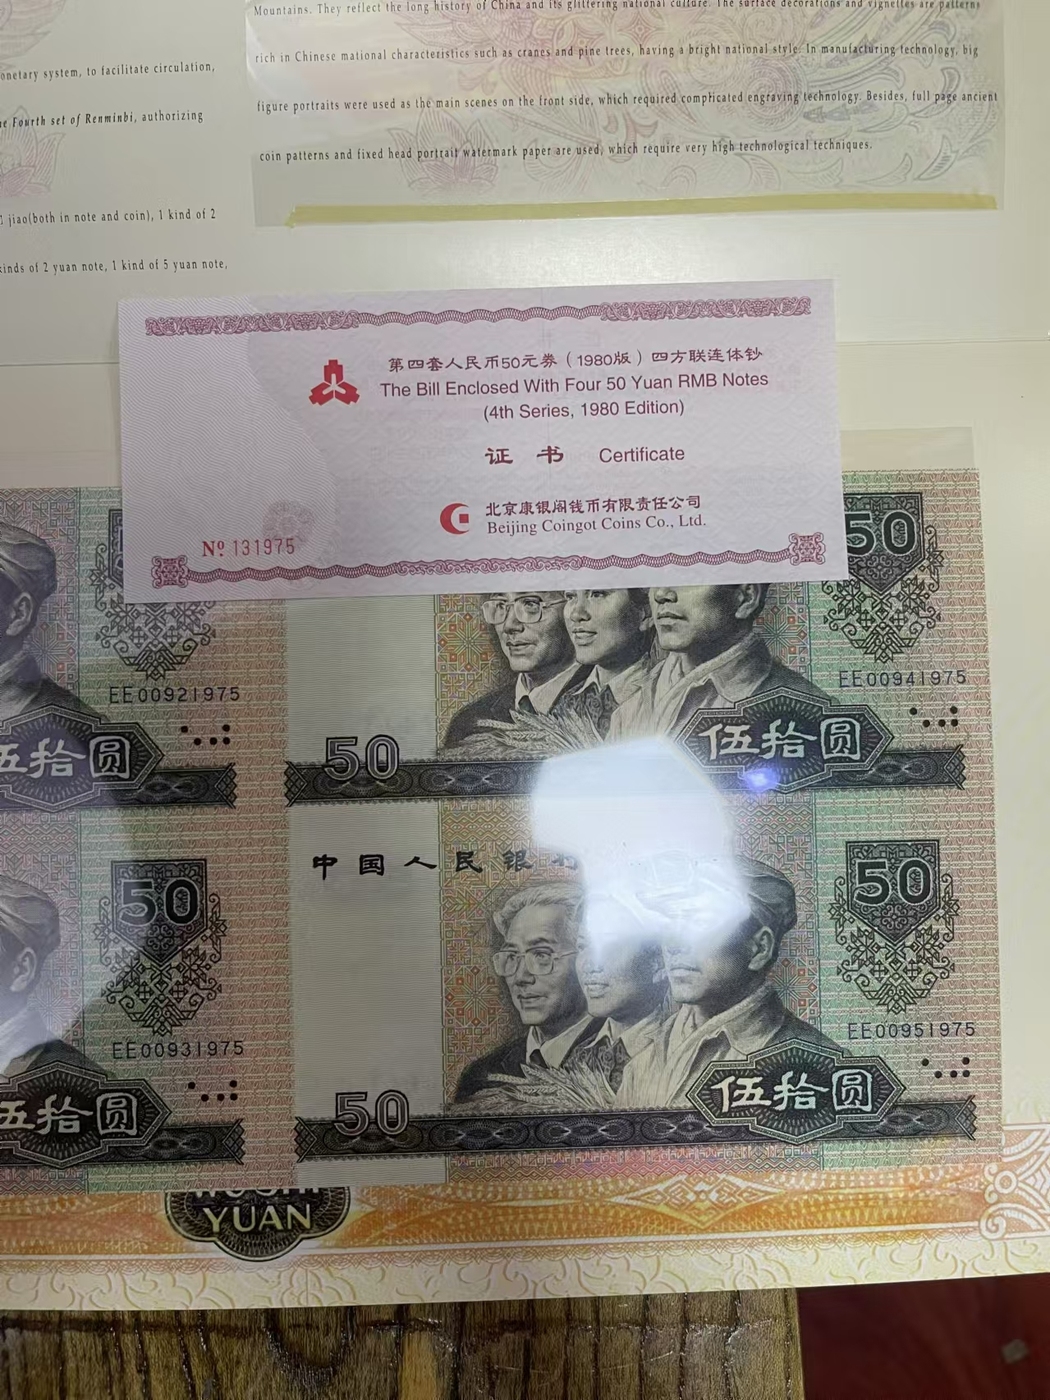 Mountains. They reflect the long history of China and its glittering national culture. The surface decorations and vignettes are patterns
rich in Chinese mational characteristics such as cranes and pine trees, having a bright national style. In manufacturing technology, big
figure portraits were used as the main scenes on the front side, which required complicated engraving technology. Besides, full page ancient
coin patterns and fixed head portrait watermark paper are used, which require very high technological techniques.
onetary system, to facilitate circulation,
e Fourth set of Renminbi, authorizing
jiao(both in note and coin), 1 kind of 2
kinds of 2 yuan note, 1 kind of 5 yuan note,
第四套人民币50元券（1980版）四方联连体钞
The Bill Enclosed With Four 50 Yuan RMB Notes
(4th Series, 1980 Edition)
证书 Certificate
北京康银阁钱币有限责任公司
Beijing Coingot Coins Co., Ltd.
Nº 131975
50
EE00921975
EE00941975
伍拾圆
50
伍拾圆
中国人民银
50
50
EE00931975
EE00951975
伍拾圆
50
伍拾圆
YUAN